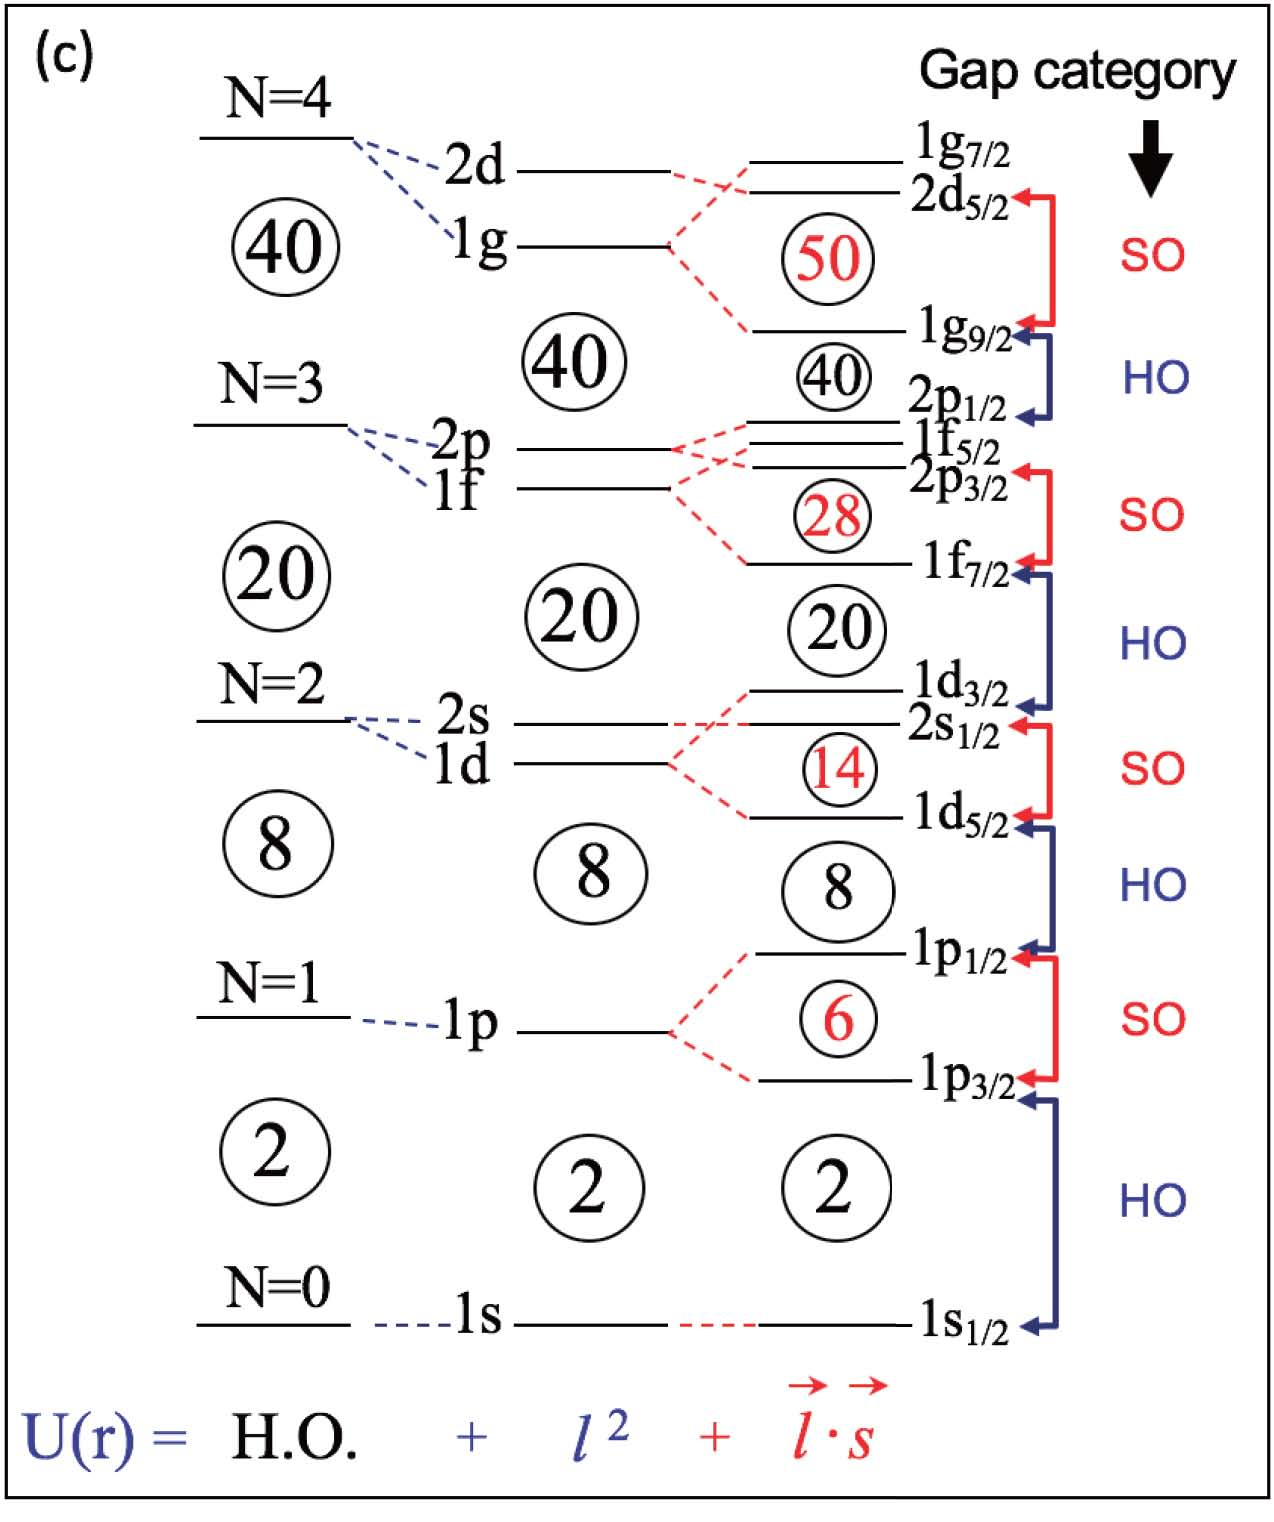 (c)
Gap category
N=4
2d
1g
1g7/2
2d5/2
40
50
SO
1g9/2
40
40
HO
N=3
2p
1f
2p1/2
1f5/2
2p3/2
28
SO
1f7/2
20
20
20
HO
N=2
2s
1d
1d3/2
2s1/2
14
SO
1d5/2
8
8
8
HO
N=1
1p
1p1/2
6
SO
1p3/2
2
2
2
HO
N=0
1s
1s1/2
U(r) = H.O. + l² + l⃗ · s⃗